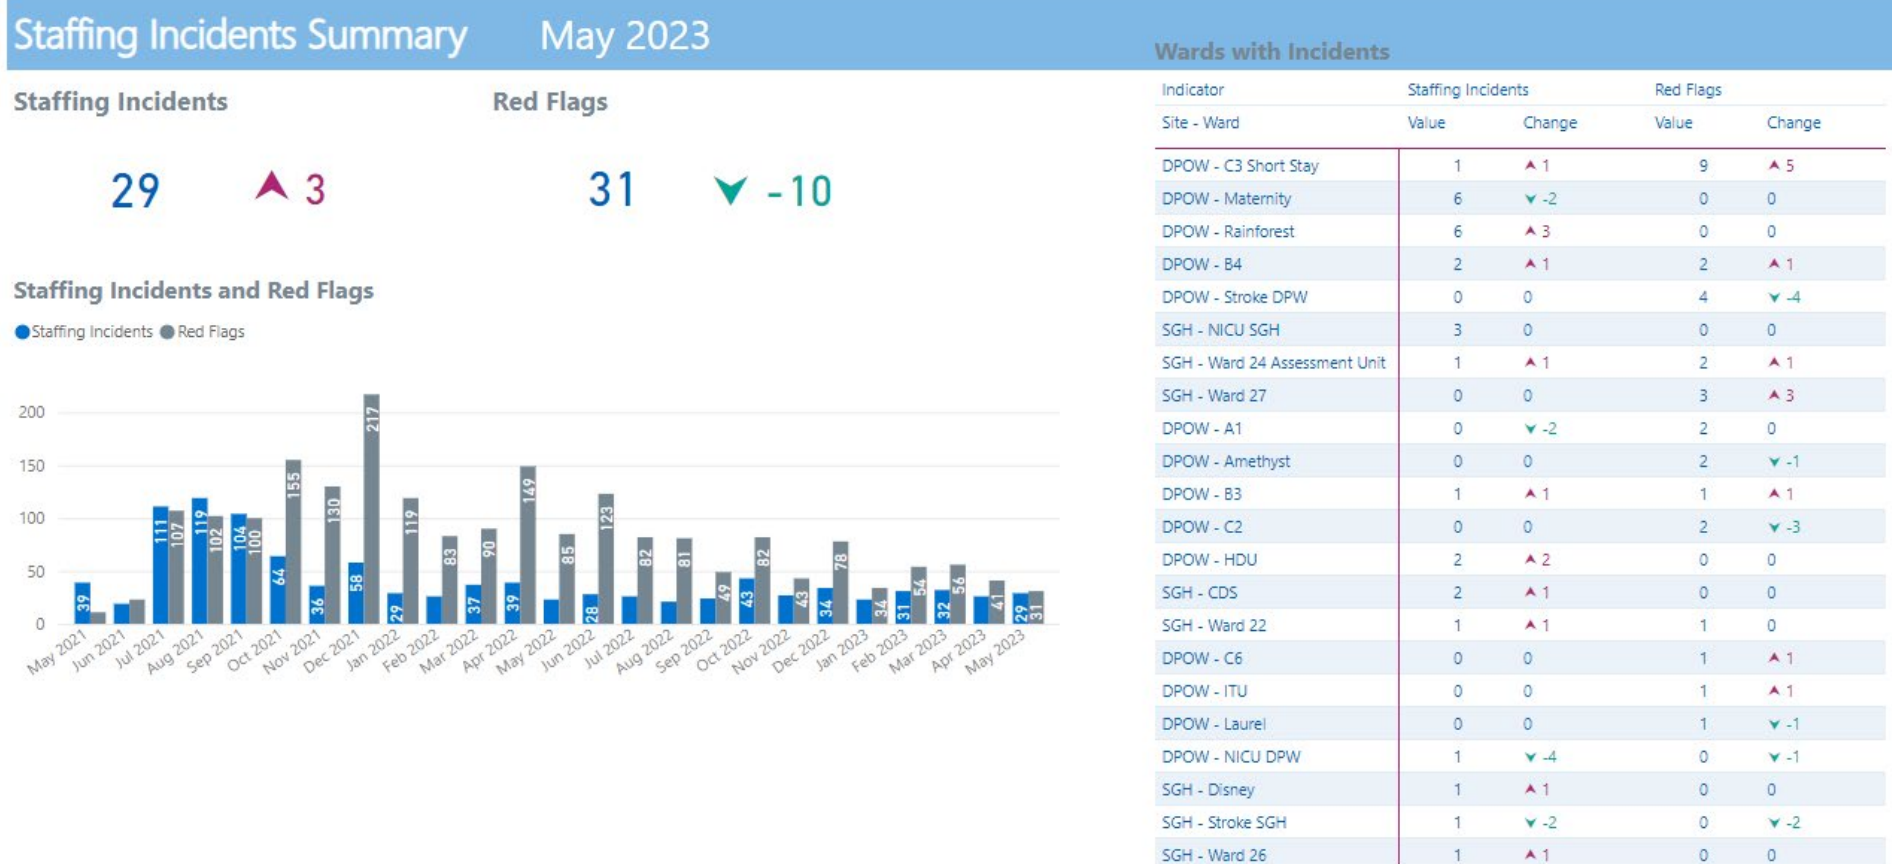 Staffing Incidents Summary May 2023
Staffing Incidents Red Flags
29 3 31 -10
Staffing Incidents and Red Flags
Staffing Incidents Red Flags
200
150
100
50
0
39 111 107 119 102 104 100 64 155 36 130 58 217 29 119 83 37 90 39 149 85 28 123 82 81 49 43 82 43 34 78 34 31 54 32 56 41 29 31
May 2021 Jun 2021 Jul 2021 Aug 2021 Sep 2021 Oct 2021 Nov 2021 Dec 2021 Jan 2022 Feb 2022 Mar 2022 Apr 2022 May 2022 Jun 2022 Jul 2022 Aug 2022 Sep 2022 Oct 2022 Nov 2022 Dec 2022 Jan 2023 Feb 2023 Mar 2023 Apr 2023 May 2023
Wards with Incidents
Indicator Staffing Incidents Red Flags
Site - Ward Value Change Value Change
DPOW - C3 Short Stay 1 1 9 5
DPOW - Maternity 6 -2 0 0
DPOW - Rainforest 6 3 0 0
DPOW - B4 2 1 2 1
DPOW - Stroke DPW 0 0 4 -4
SGH - NICU SGH 3 0 0 0
SGH - Ward 24 Assessment Unit 1 1 2 1
SGH - Ward 27 0 0 3 3
DPOW - A1 0 -2 2 0
DPOW - Amethyst 0 0 2 -1
DPOW - B3 1 1 1 1
DPOW - C2 0 0 2 -3
DPOW - HDU 2 2 0 0
SGH - CDS 2 1 0 0
SGH - Ward 22 1 1 1 0
DPOW - C6 0 0 1 1
DPOW - ITU 0 0 1 1
DPOW - Laurel 0 0 1 -1
DPOW - NICU DPW 1 -4 0 -1
SGH - Disney 1 1 0 0
SGH - Stroke SGH 1 -2 0 -2
SGH - Ward 26 1 1 0 0